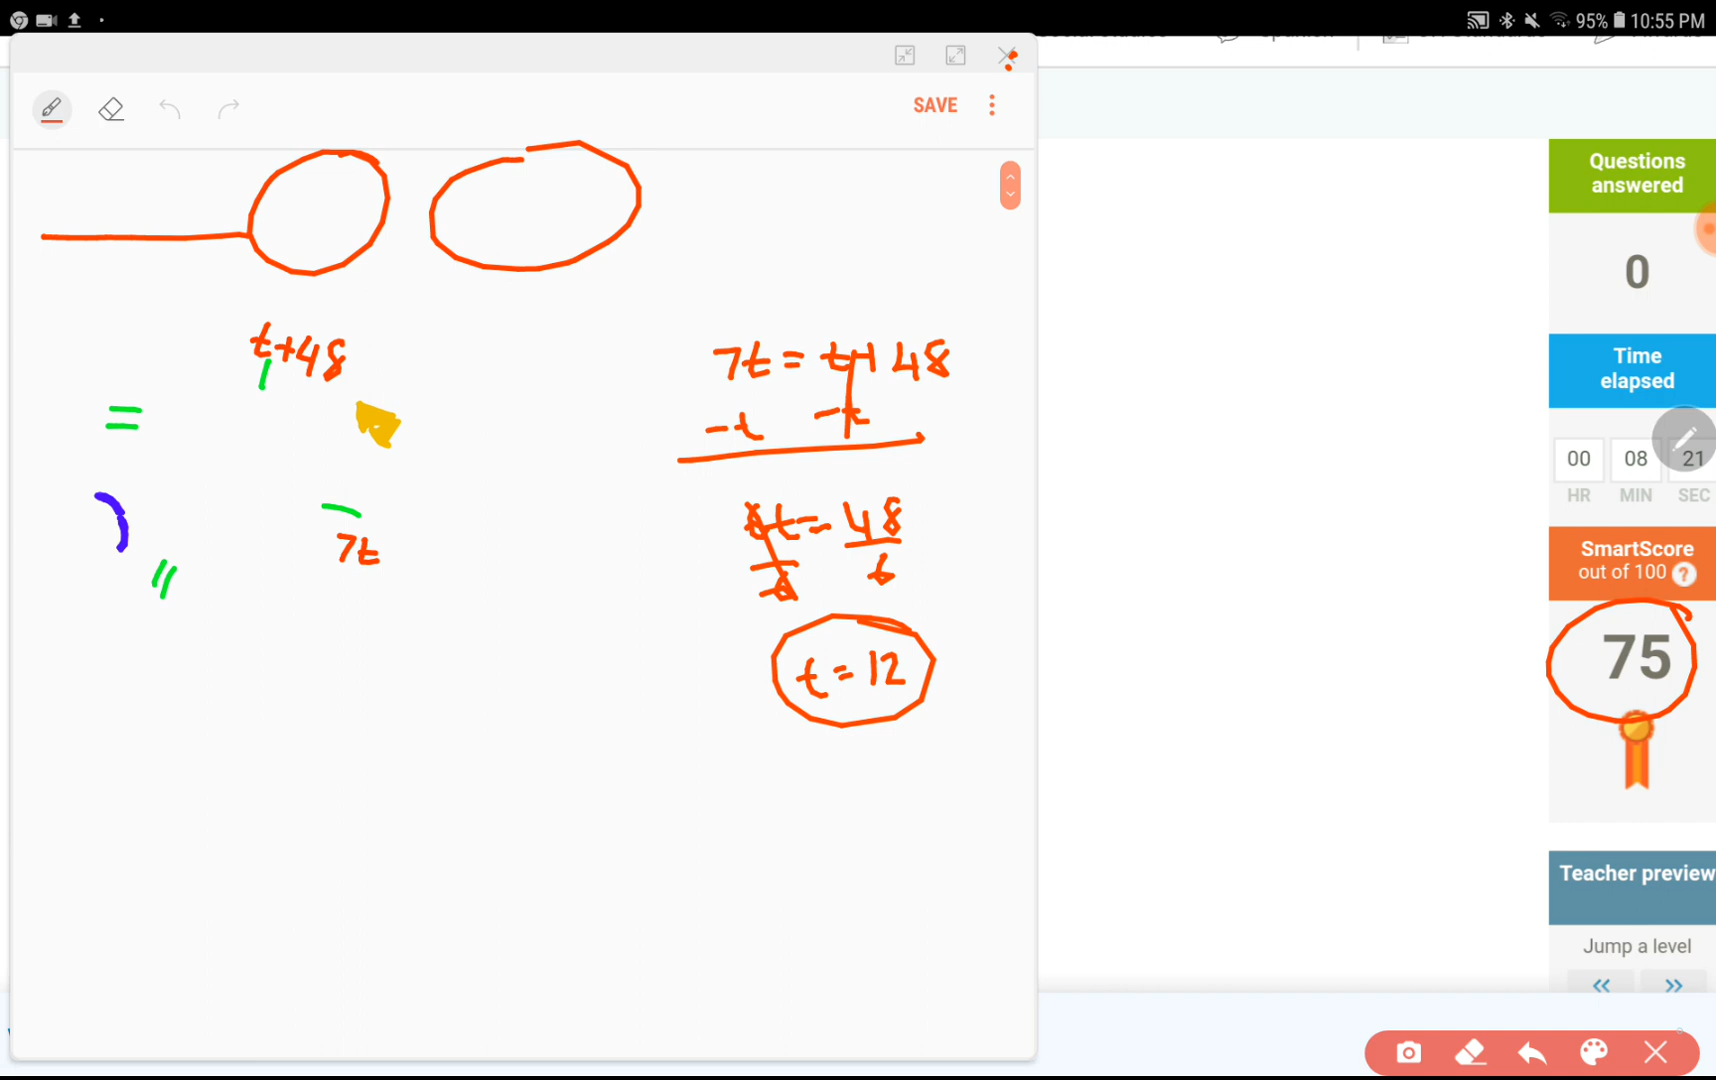 95% 10:55 PM
SAVE
t+48
7t
7t = t+48
-t -t
6t = 48
6 6
t = 12
Questions
answered
0
Time
elapsed
00 08 21
HR MIN SEC
SmartScore
out of 100 ?
75
Teacher preview
Jump a level
« »